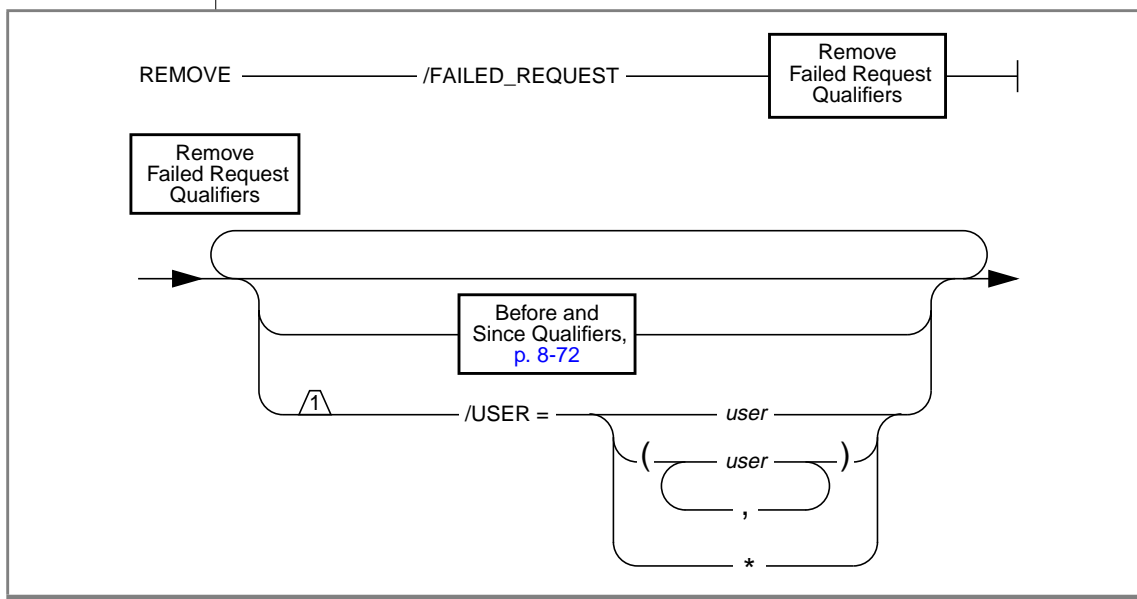 REMOVE /FAILED_REQUEST
Remove
Failed Request
Qualifiers
Remove
Failed Request
Qualifiers
Before and
Since Qualifiers,
p. 8-72
1 /USER = user
( user )
,
*